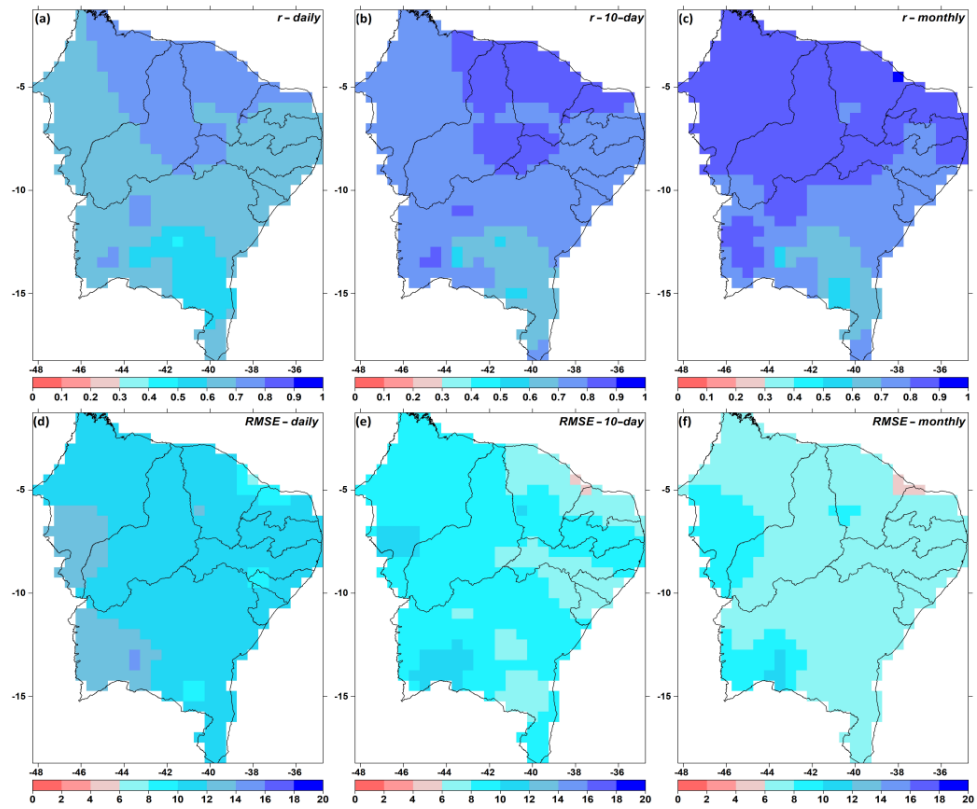 (a) r – daily
(b) r – 10–day
(c) r – monthly
-5 -5 -5
-10 -10 -10
-15 -15 -15
-48 -46 -44 -42 -40 -38 -36 -48 -46 -44 -42 -40 -38 -36 -48 -46 -44 -42 -40 -38 -36
0 0.1 0.2 0.3 0.4 0.5 0.6 0.7 0.8 0.9 1 0 0.1 0.2 0.3 0.4 0.5 0.6 0.7 0.8 0.9 1 0 0.1 0.2 0.3 0.4 0.5 0.6 0.7 0.8 0.9 1
(d) RMSE – daily
(e) RMSE – 10–day
(f) RMSE – monthly
-5 -5 -5
-10 -10 -10
-15 -15 -15
-48 -46 -44 -42 -40 -38 -36 -48 -46 -44 -42 -40 -38 -36 -48 -46 -44 -42 -40 -38 -36
0 2 4 6 8 10 12 14 16 18 20 0 2 4 6 8 10 12 14 16 18 20 0 2 4 6 8 10 12 14 16 18 20